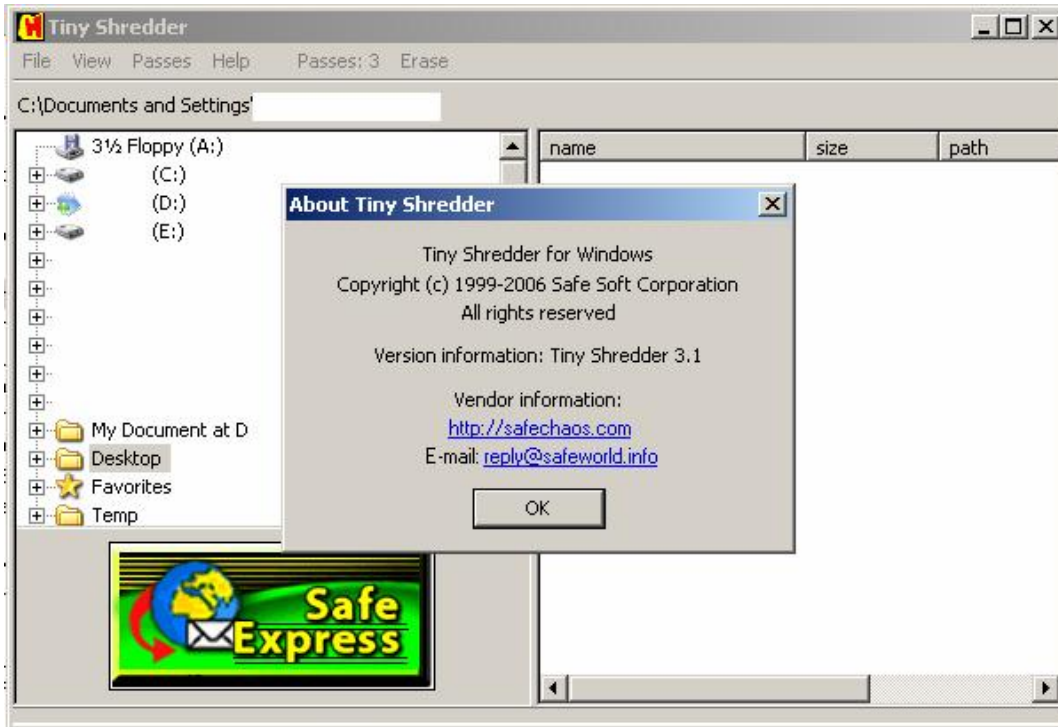 Tiny Shredder
File View Passes Help Passes: 3 Erase
C:\Documents and Settings'
3½ Floppy (A:)
(C:)
(D:)
(E:)
My Document at D
Desktop
Favorites
Temp
name size path
About Tiny Shredder
Tiny Shredder for Windows
Copyright (c) 1999-2006 Safe Soft Corporation
All rights reserved
Version information: Tiny Shredder 3.1
Vendor information:
http://safechaos.com
E-mail: reply@safeworld.info
OK
Safe
Express